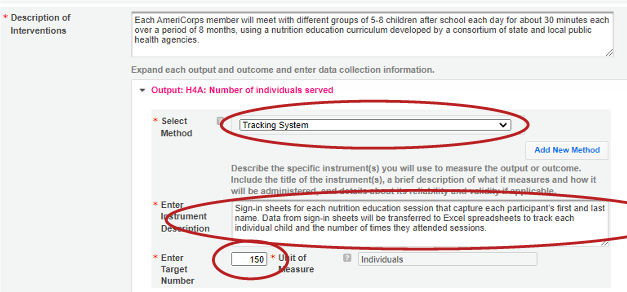 * Description of Interventions
Each AmeriCorps member will meet with different groups of 5-8 children after school each day for about 30 minutes each
over a period of 8 months, using a nutrition education curriculum developed by a consortium of state and local public
health agencies.
Expand each output and outcome and enter data collection information.
Output: H4A: Number of individuals served
* Select Method
? Tracking System
Add New Method
Describe the specific instrument(s) you will use to measure the output or outcome.
Include the title of the instrument(s), a brief description of what it measures and how it
will be administered, and details about its reliability and validity if applicable.
* Enter Instrument Description
Sign-in sheets for each nutrition education session that capture each participant's first and last
name. Data from sign-in sheets will be transferred to Excel spreadsheets to track each
individual child and the number of times they attended sessions.
* Enter Target Number
150
* Unit of Measure
? Individuals